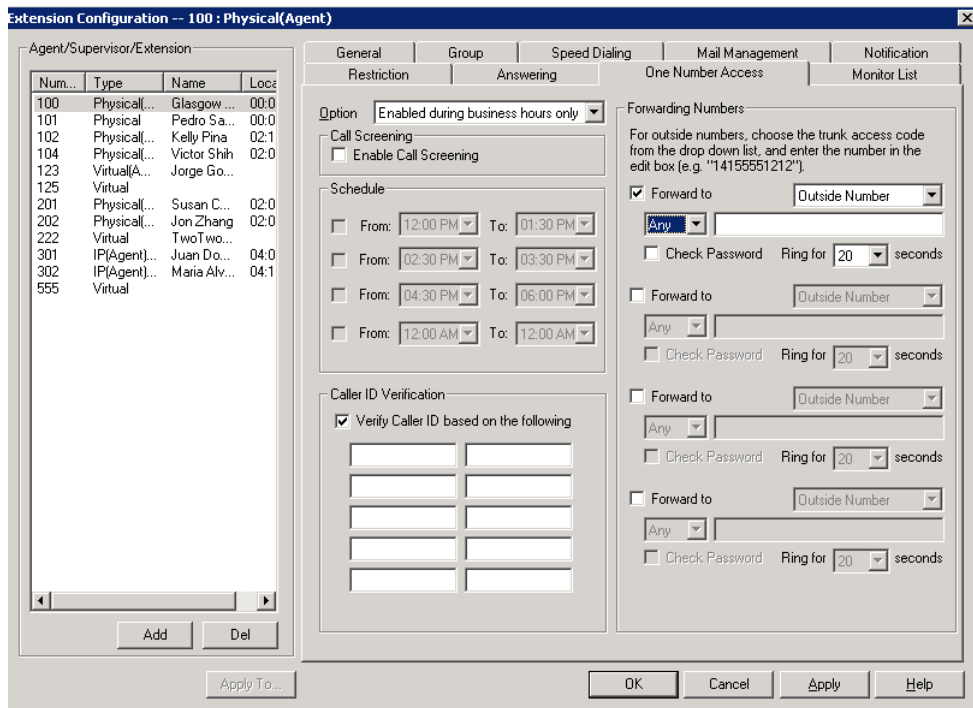 Extension Configuration -- 100 : Physical(Agent)
Agent/Supervisor/Extension
Num... Type Name Loca
100 Physical(... Glasgow ... 00:0
101 Physical Pedro Sa... 00:0
102 Physical(... Kelly Pina 02:1
104 Physical(... Victor Shih 02:0
123 Virtual(A... Jorge Go...
125 Virtual
201 Physical(... Susan C... 02:0
202 Physical(... Jon Zhang 02:0
222 Virtual TwoTwo...
301 IP(Agent)... Juan Do... 04:0
302 IP(Agent)... Maria Alv... 04:1
555 Virtual
Add Del
Apply To...
General Group Speed Dialing Mail Management Notification
Restriction Answering One Number Access Monitor List
Option Enabled during business hours only
Call Screening
Enable Call Screening
Schedule
From: 12:00 PM To: 01:30 PM
From: 02:30 PM To: 03:30 PM
From: 04:30 PM To: 06:00 PM
From: 12:00 AM To: 12:00 AM
Caller ID Verification
Verify Caller ID based on the following
Forwarding Numbers
For outside numbers, choose the trunk access code
from the drop down list, and enter the number in the
edit box (e.g. "14155551212").
Forward to Outside Number
Any
Check Password Ring for 20 seconds
Forward to Outside Number
Any
Check Password Ring for 20 seconds
Forward to Outside Number
Any
Check Password Ring for 20 seconds
Forward to Outside Number
Any
Check Password Ring for 20 seconds
OK Cancel Apply Help